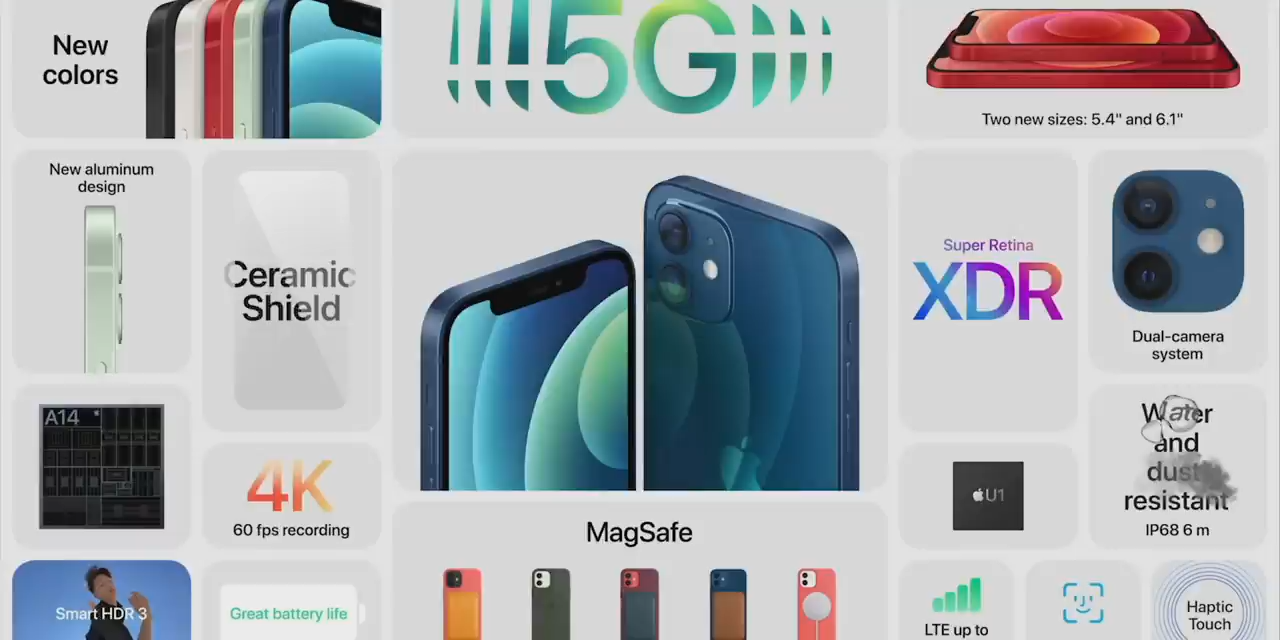 New
colors
5G
Two new sizes: 5.4" and 6.1"
New aluminum
design
Ceramic
Shield
Super Retina
XDR
Dual-camera
system
A14
4K
60 fps recording
MagSafe
U1
Water
and
dust
resistant
IP68 6 m
Smart HDR 3
Great battery life
LTE up to
Haptic
Touch